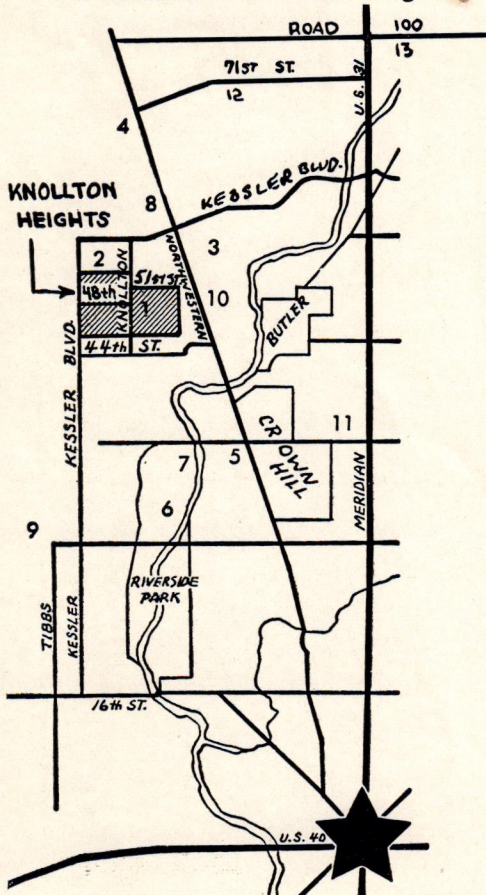 ROAD 100
13
71ST ST.
12
U.S. 31
4
KNOLLTON
HEIGHTS
8
KESSLER BLVD.
3
2
KNOLLTON
51ST ST
NORTHWESTERN
48th
1
10
BUTLER
44th ST.
KESSLER BLVD.
CROWN
HILL
11
7
5
MERIDIAN
6
9
RIVERSIDE
PARK
TIBBS
KESSLER
16th ST.
U.S. 40